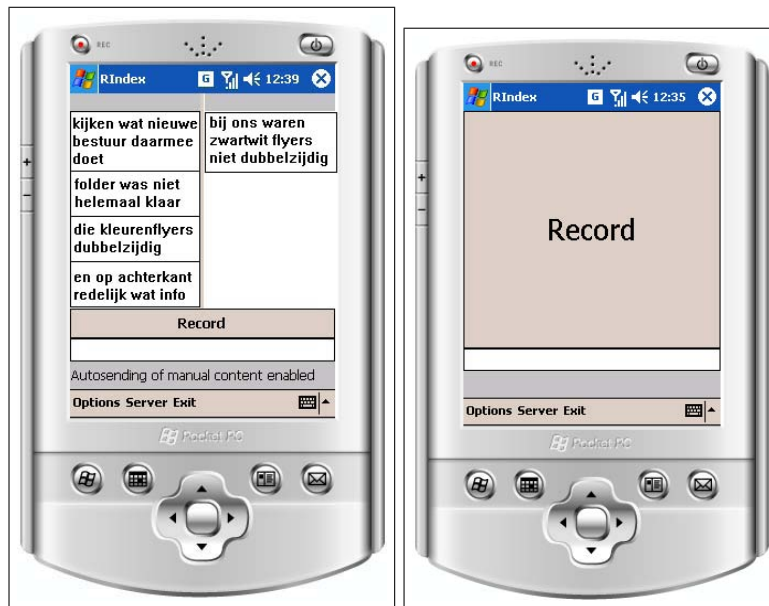 REC
RIndex G 12:39
kijken wat nieuwe
bestuur daarmee
doet
folder was niet
helemaal klaar
die kleurenflyers
dubbelzijdig
en op achterkant
redelijk wat info
bij ons waren
zwartwit flyers
niet dubbelzijdig
Record
Autosending of manual content enabled
Options Server Exit
Pocket PC
REC
RIndex G 12:35
Record
Options Server Exit
Pocket PC